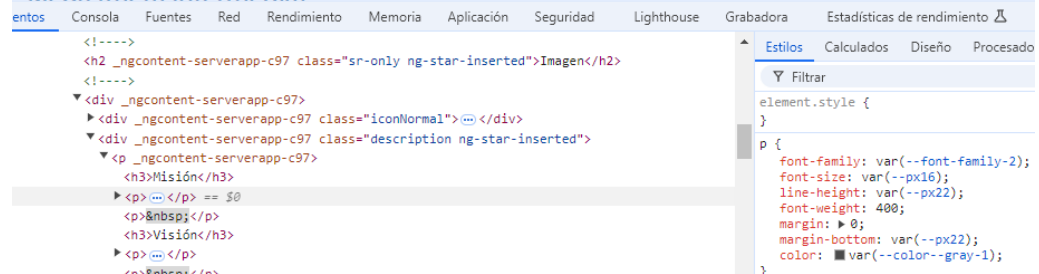 entos Consola Fuentes Red Rendimiento Memoria Aplicación Seguridad Lighthouse Grabadora Estadísticas de rendimiento
<!---->
<h2 _ngcontent-serverapp-c97 class="sr-only ng-star-inserted">Imagen</h2>
<!---->
▼<div _ngcontent-serverapp-c97>
▶<div _ngcontent-serverapp-c97 class="iconNormal">⋯</div>
▼<div _ngcontent-serverapp-c97 class="description ng-star-inserted">
▼<p _ngcontent-serverapp-c97>
<h3>Misión</h3>
▶<p>⋯</p> == $0
<p>&nbsp;</p>
<h3>Visión</h3>
▶<p>⋯</p>
<p>&nbsp;</p>
Estilos Calculados Diseño Procesado
Filtrar
element.style {
}
p {
font-family: var(--font-family-2);
font-size: var(--px16);
line-height: var(--px22);
font-weight: 400;
margin: ▶ 0;
margin-bottom: var(--px22);
color: var(--color--gray-1);
}